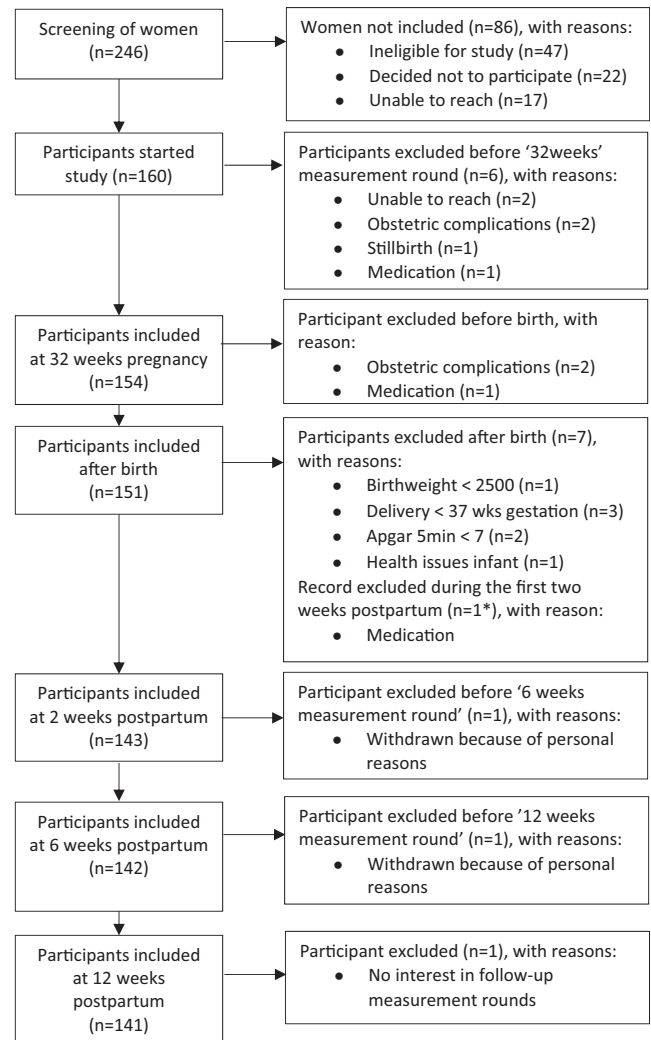 Screening of women
(n=246)
Women not included (n=86), with reasons:
● Ineligible for study (n=47)
● Decided not to participate (n=22)
● Unable to reach (n=17)
Participants started
study (n=160)
Participants excluded before ‘32weeks’
measurement round (n=6), with reasons:
● Unable to reach (n=2)
● Obstetric complications (n=2)
● Stillbirth (n=1)
● Medication (n=1)
Participants included
at 32 weeks pregnancy
(n=154)
Participant excluded before birth, with
reason:
● Obstetric complications (n=2)
● Medication (n=1)
Participants included
after birth
(n=151)
Participants excluded after birth (n=7),
with reasons:
● Birthweight < 2500 (n=1)
● Delivery < 37 wks gestation (n=3)
● Apgar 5min < 7 (n=2)
● Health issues infant (n=1)
Record excluded during the first two
weeks postpartum (n=1*), with reason:
● Medication
Participants included
at 2 weeks postpartum
(n=143)
Participant excluded before ‘6 weeks
measurement round’ (n=1), with reasons:
● Withdrawn because of personal
reasons
Participants included
at 6 weeks postpartum
(n=142)
Participant excluded before ’12 weeks
measurement round’ (n=1), with reasons:
● Withdrawn because of personal
reasons
Participants included
at 12 weeks
postpartum
(n=141)
Participant excluded (n=1), with reasons:
● No interest in follow-up
measurement rounds